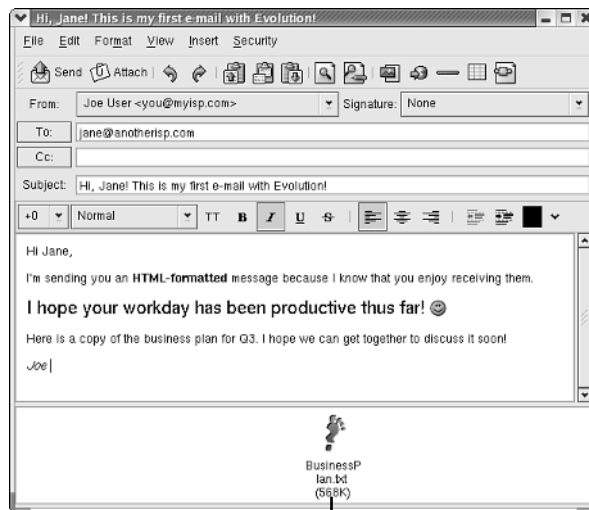 Hi, Jane! This is my first e-mail with Evolution!
File Edit Format View Insert Security
Send Attach
From: Joe User <you@myisp.com> Signature: None
To: jane@anotherisp.com
Cc:
Subject: Hi, Jane! This is my first e-mail with Evolution!
+0 Normal TT B I U S
Hi Jane,
I'm sending you an HTML-formatted message because I know that you enjoy receiving them.
I hope your workday has been productive thus far!
Here is a copy of the business plan for Q3. I hope we can get together to discuss it soon!
Joe
BusinessP
lan.txt
(568K)